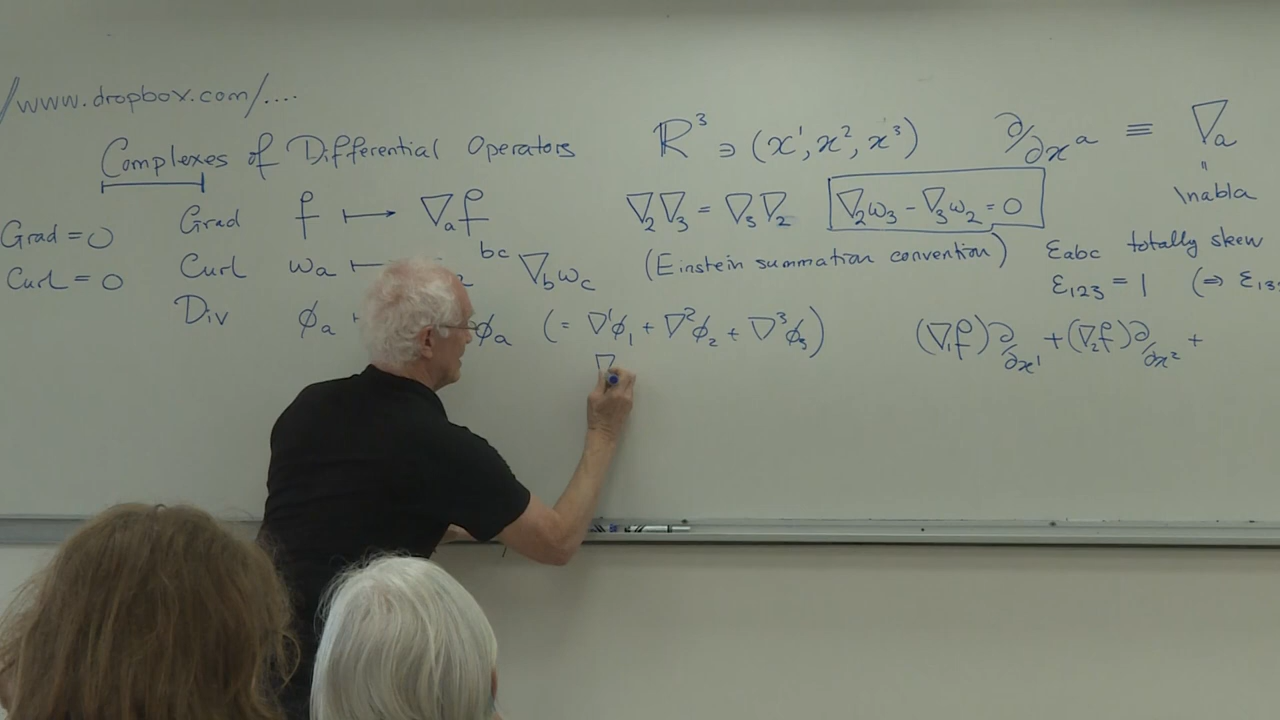 /www.dropbox.com/....
Complexes of Differential Operators
Grad = 0
Curl = 0
Grad f ⟼ ∇ₐf
Curl ωₐ ⟼ bc ∇_bω_c
Div ϕₐ ϕₐ (= ∇¹ϕ₁ + ∇²ϕ₂ + ∇³ϕ₃)
∇
ℝ³ ∋ (x¹, x², x³) ∂/∂xᵃ ≡ ∇ₐ
"
\nabla
∇₂∇₃ = ∇₃∇₂ ∇₂ω₃ - ∇₃ω₂ = 0
(Einstein summation convention) εabc totally skew
ε₁₂₃ = 1 (⇒ ε₁₃
(∇₁f) ∂/∂x¹ + (∇₂f) ∂/∂x² +